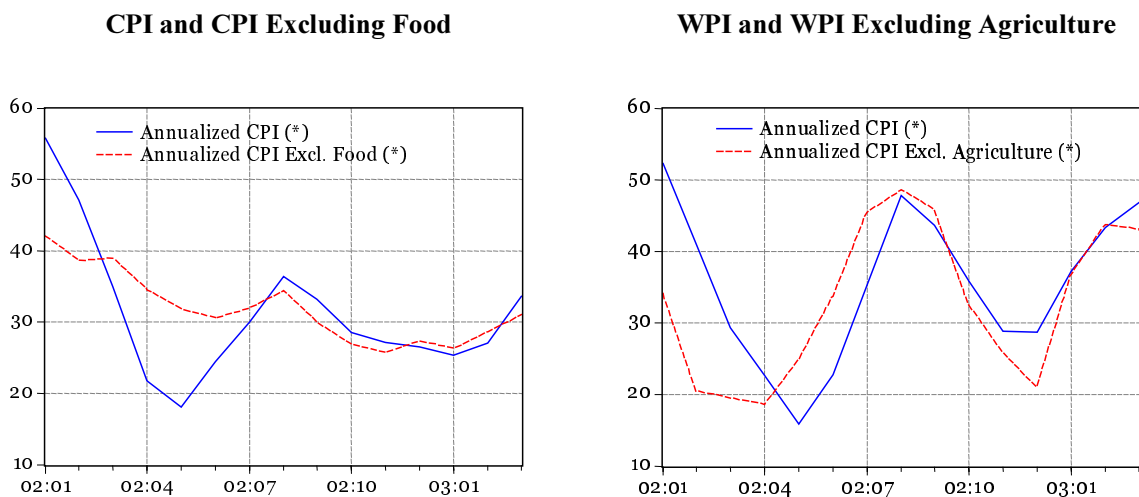 CPI and CPI Excluding Food
60
50
40
30
20
10
Annualized CPI (*)
Annualized CPI Excl. Food (*)
02:01 02:04 02:07 02:10 03:01
WPI and WPI Excluding Agriculture
60
50
40
30
20
10
Annualized CPI (*)
Annualized CPI Excl. Agriculture (*)
02:01 02:04 02:07 02:10 03:01